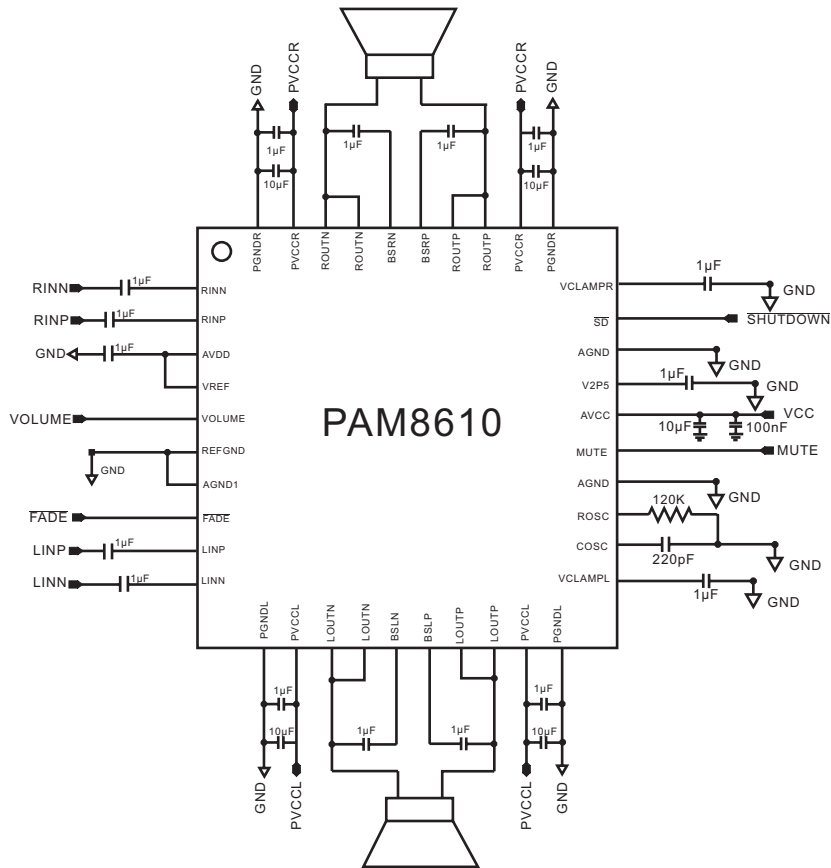 GND
PVCCR
PVCCR
GND
1µF
10µF
1µF
1µF
1µF
10µF
PGNDR
PVCCR
ROUTN
ROUTN
BSRN
BSRP
ROUTP
ROUTP
PVCCR
PGNDR
RINN
1µF
RINN
RINP
1µF
RINP
GND
1µF
AVDD
VREF
VOLUME
VOLUME
REFGND
GND
AGND1
FADE
FADE
LINP
1µF
LINP
LINN
1µF
LINN
PAM8610
VCLAMPR
1µF
GND
SD
SHUTDOWN
AGND
GND
V2P5
1µF
GND
AVCC
VCC
10µF
100nF
MUTE
MUTE
AGND
GND
ROSC
120K
COSC
220pF
GND
VCLAMPL
1µF
GND
PGNDL
PVCCL
LOUTN
LOUTN
BSLN
BSLP
LOUTP
LOUTP
PVCCL
PGNDL
1µF
10µF
1µF
1µF
1µF
10µF
GND
PVCCL
PVCCL
GND